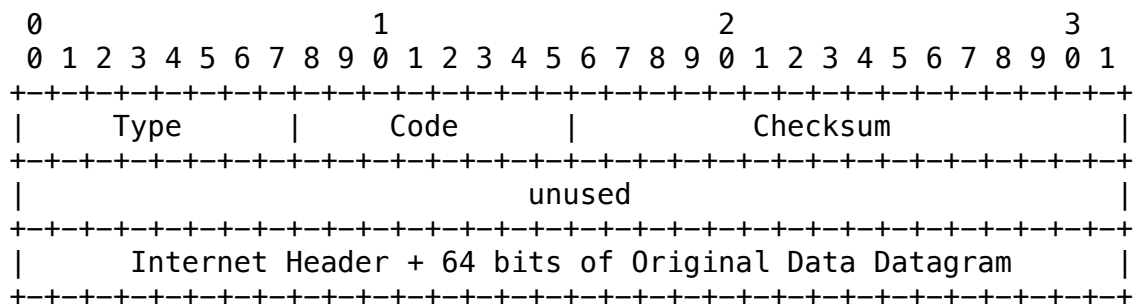 0                   1                   2                   3
 0 1 2 3 4 5 6 7 8 9 0 1 2 3 4 5 6 7 8 9 0 1 2 3 4 5 6 7 8 9 0 1
+-+-+-+-+-+-+-+-+-+-+-+-+-+-+-+-+-+-+-+-+-+-+-+-+-+-+-+-+-+-+-+-+
|     Type      |     Code      |          Checksum             |
+-+-+-+-+-+-+-+-+-+-+-+-+-+-+-+-+-+-+-+-+-+-+-+-+-+-+-+-+-+-+-+-+
|                             unused                            |
+-+-+-+-+-+-+-+-+-+-+-+-+-+-+-+-+-+-+-+-+-+-+-+-+-+-+-+-+-+-+-+-+
|      Internet Header + 64 bits of Original Data Datagram      |
+-+-+-+-+-+-+-+-+-+-+-+-+-+-+-+-+-+-+-+-+-+-+-+-+-+-+-+-+-+-+-+-+